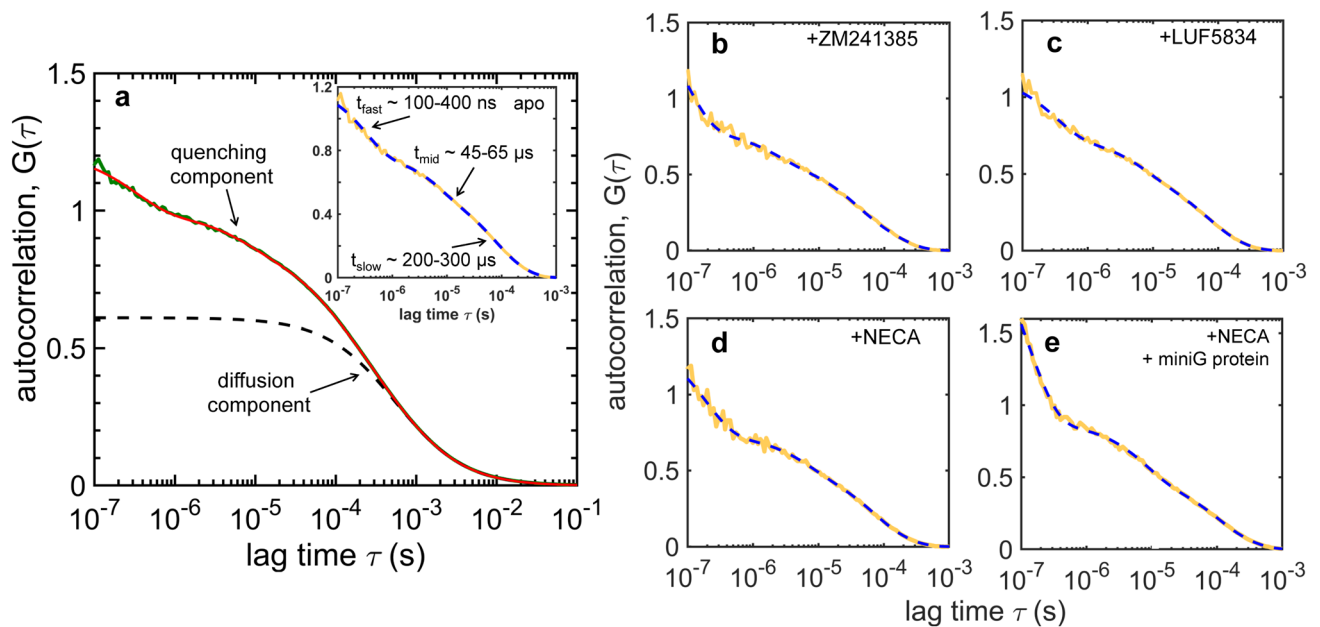 a
autocorrelation, G(τ)
1.5
1
0.5
0
quenching
component
diffusion
component
10⁻⁷ 10⁻⁶ 10⁻⁵ 10⁻⁴ 10⁻³ 10⁻² 10⁻¹
lag time τ (s)
1.2
0.8
0.4
0
t_fast ~ 100-400 ns apo
t_mid ~ 45-65 µs
t_slow ~ 200-300 µs
10⁻⁷ 10⁻⁶ 10⁻⁵ 10⁻⁴ 10⁻³
lag time τ (s)
autocorrelation, G(τ)
b
+ZM241385
1.5
1
0.5
0
10⁻⁷ 10⁻⁶ 10⁻⁵ 10⁻⁴ 10⁻³
c
+LUF5834
1.5
1
0.5
0
10⁻⁷ 10⁻⁶ 10⁻⁵ 10⁻⁴ 10⁻³
d
+NECA
1.5
1
0.5
0
10⁻⁷ 10⁻⁶ 10⁻⁵ 10⁻⁴ 10⁻³
e
+NECA
+ miniG protein
1.5
1
0.5
0
10⁻⁷ 10⁻⁶ 10⁻⁵ 10⁻⁴ 10⁻³
lag time τ (s)